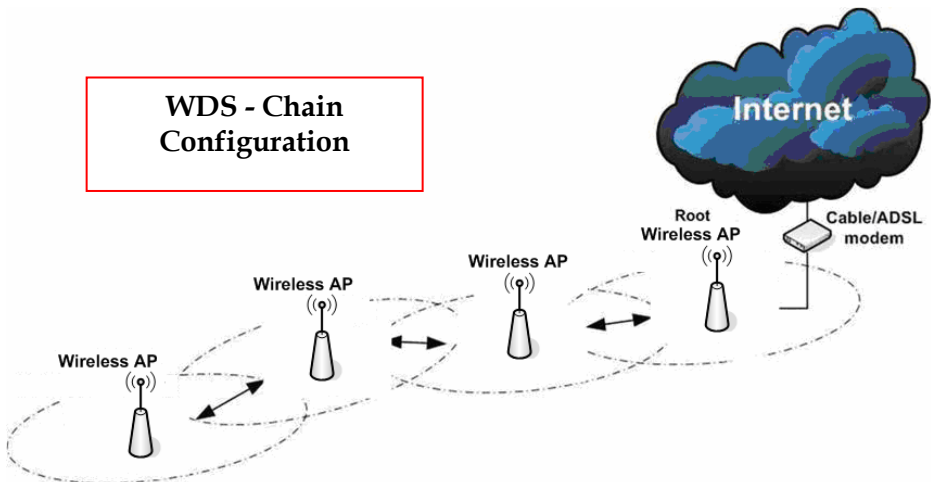 WDS - Chain
Configuration
Internet
Root
Wireless AP
Cable/ADSL
modem
Wireless AP
Wireless AP
Wireless AP